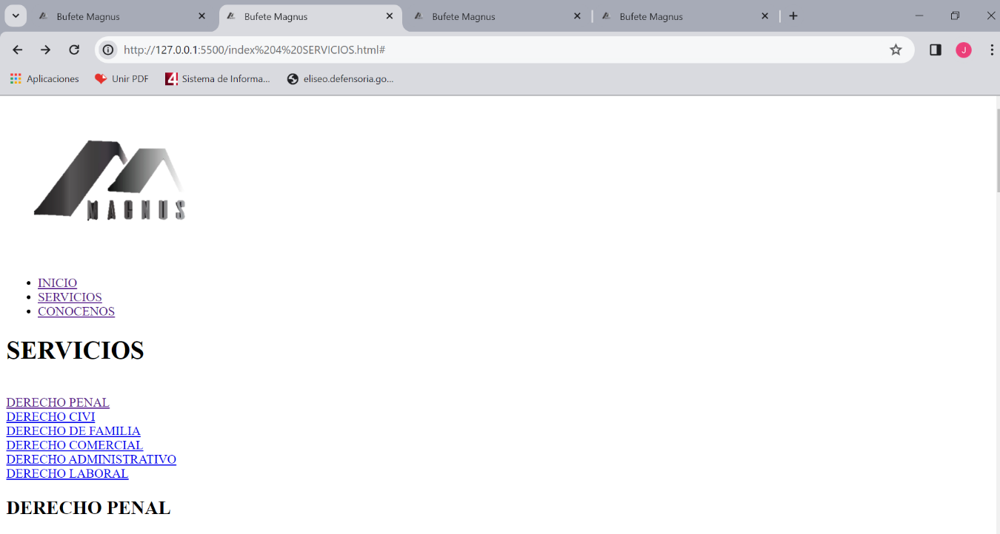 Bufete Magnus
Bufete Magnus
Bufete Magnus
Bufete Magnus
http://127.0.0.1:5500/index%204%20SERVICIOS.html#
J
Aplicaciones
Unir PDF
4!
Sistema de Informa...
eliseo.defensoria.go...
MAGNUS
INICIO
SERVICIOS
CONOCENOS
SERVICIOS
DERECHO PENAL
DERECHO CIVI
DERECHO DE FAMILIA
DERECHO COMERCIAL
DERECHO ADMINISTRATIVO
DERECHO LABORAL
DERECHO PENAL